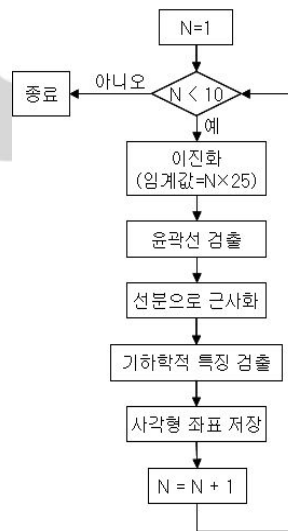 N=1
N < 10
아니오
종료
예
이진화
(임계값=N×25)
윤곽선 검출
선분으로 근사화
기하학적 특징 검출
사각형 좌표 저장
N = N + 1